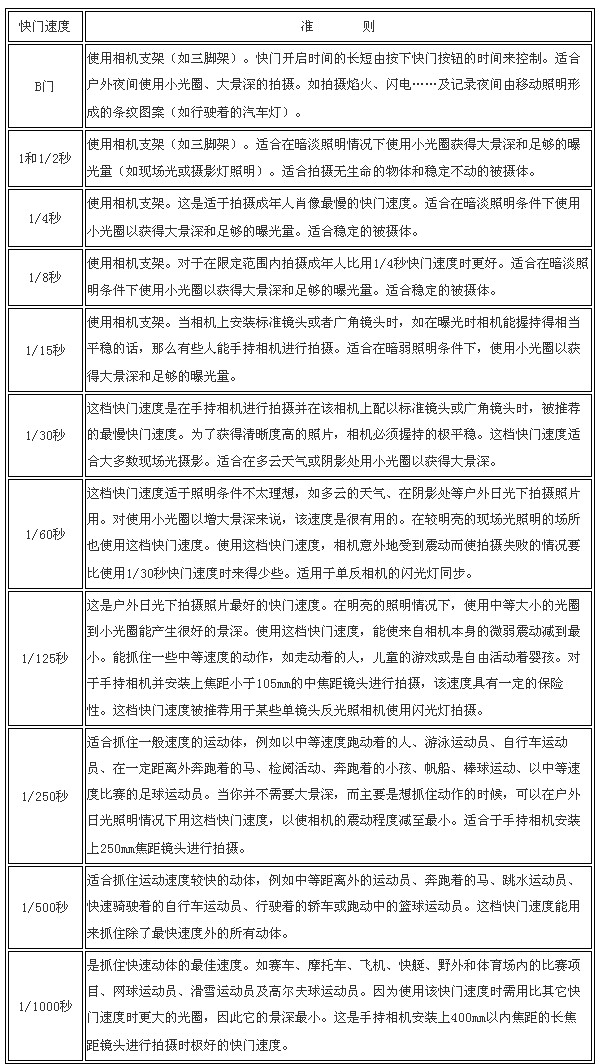 快门速度
准 则
B门
使用相机支架（如三脚架）。快门开启时间的长短由按下快门按钮的时间来控制。适合
户外夜间使用小光圈、大景深的拍摄。如拍摄焰火、闪电……及记录夜间由移动照明形
成的条纹图案（如行驶着的汽车灯）。
1和1/2秒
使用相机支架（如三脚架）。适合在暗淡照明情况下使用小光圈获得大景深和足够的曝
光量（如现场光或摄影灯照明）。适合拍摄无生命的物体和稳定不动的被摄体。
1/4秒
使用相机支架。这是适于拍摄成年人肖像最慢的快门速度。适合在暗淡照明条件下使用
小光圈以获得大景深和足够的曝光量。适合稳定的被摄体。
1/8秒
使用相机支架。对于在限定范围内拍摄成年人比用1/4秒快门速度时更好。适合在暗淡照
明条件下使用小光圈以获得大景深和足够的曝光量。适合稳定的被摄体。
1/15秒
使用相机支架。当相机上安装标准镜头或者广角镜头时，如在曝光时相机能握持得相当
平稳的话，那么有些人能手持相机进行拍摄。适合在暗弱照明条件下，使用小光圈以获
得大景深和足够的曝光量。
1/30秒
这档快门速度是在手持相机进行拍摄并在该相机上配以标准镜头或广角镜头时，被推荐
的最慢快门速度。为了获得清晰度高的照片，相机必须握持的极平稳。这档快门速度适
合大多数现场光摄影。适合在多云天气或阴影处用小光圈以获得大景深。
1/60秒
这档快门速度适于照明条件不太理想，如多云的天气、在阴影处等户外日光下拍摄照片
用。对使用小光圈以增大景深来说，该速度是很有用的。在较明亮的现场光照明的场所
也使用这档快门速度。使用这档快门速度，相机意外地受到震动而使拍摄失败的情况要
比使用1/30秒快门速度时来得少些。适用于单反相机的闪光灯同步。
1/125秒
这是户外日光下拍摄照片最好的快门速度。在明亮的照明情况下，使用中等大小的光圈
到小光圈能产生很好的景深。使用这档快门速度，能使来自相机本身的微弱震动减到最
小。能抓住一些中等速度的动作，如走动着的人，儿童的游戏或是自由活动着婴孩。对
于手持相机并安装上焦距小于105mm的中焦距镜头进行拍摄，该速度具有一定的保险
性。这档快门速度被推荐用于某些单镜头反光照相机使用闪光灯拍摄。
1/250秒
适合抓住一般速度的运动体，例如以中等速度跑动着的人、游泳运动员、自行车运动
员、在一定距离外奔跑着的马、检阅活动、奔跑着的小孩、帆船、棒球运动、以中等速
度比赛的足球运动员。当你并不需要大景深，而主要是想抓住动作的时候，可以在户外
日光照明情况下用这档快门速度，以使相机的震动程度减至最小。适合于手持相机安装
上250mm焦距镜头进行拍摄。
1/500秒
适合抓住运动速度较快的动体，例如中等距离外的运动员、奔跑着的马、跳水运动员、
快速骑驶着的自行车运动员、行驶着的轿车或跑动中的篮球运动员。这档快门速度能用
来抓住除了最快速度外的所有动体。
1/1000秒
是抓住快速动体的最佳速度。如赛车、摩托车、飞机、快艇、野外和体育场内的比赛项
目、网球运动员、滑雪运动员及高尔夫球运动员。因为使用该快门速度时需用比其它快
门速度时更大的光圈，因此它的景深最小。这是手持相机安装上400mm以内焦距的长焦
距镜头进行拍摄时极好的快门速度。